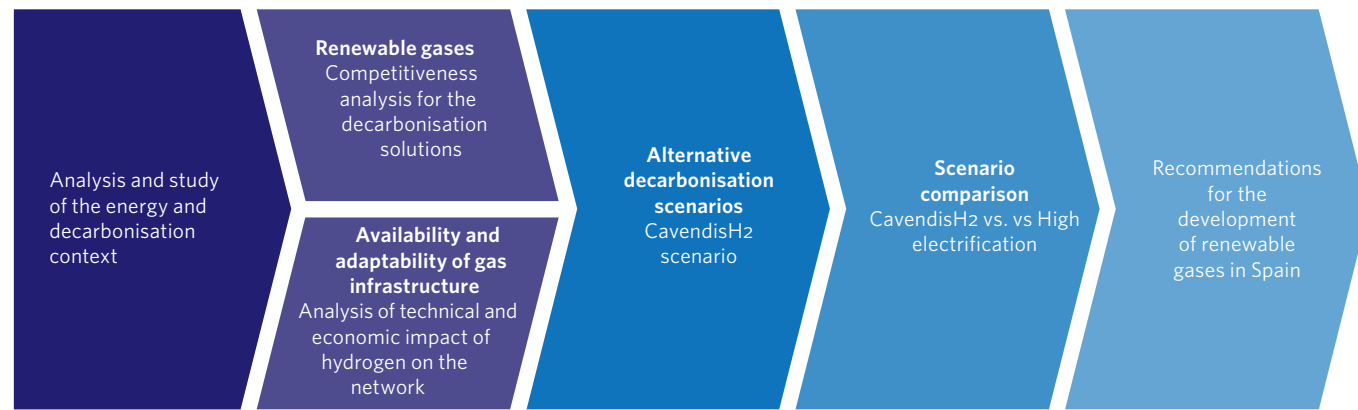 Analysis and study
of the energy and
decarbonisation
context
Renewable gases
Competitiveness
analysis for the
decarbonisation
solutions
Availability and
adaptability of gas
infrastructure
Analysis of technical and
economic impact of
hydrogen on the
network
Alternative
decarbonisation
scenarios
CavendisH2
scenario
Scenario
comparison
CavendisH2 vs. vs High
electrification
Recommendations
for the
development
of renewable
gases in Spain